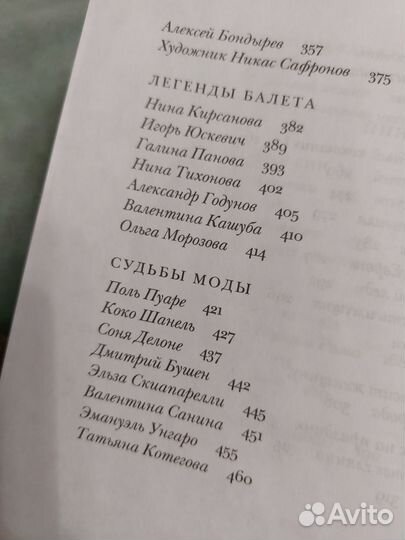 Алексей Бондырев 357
Художник Никас Сафронов 375
ЛЕГЕНДЫ БАЛЕТА
Нина Кирсанова 382
Игорь Юскевич 389
Галина Панова 393
Нина Тихонова 402
Александр Годунов 405
Валентина Кашуба 410
Ольга Морозова 414
СУДЬБЫ МОДЫ
Поль Пуаре 421
Коко Шанель 427
Соня Делоне 437
Дмитрий Бушен 442
Эльза Скиапарелли 445
Валентина Санина 451
Эмануэль Унгаро 455
Татьяна Котегова 460
Avito